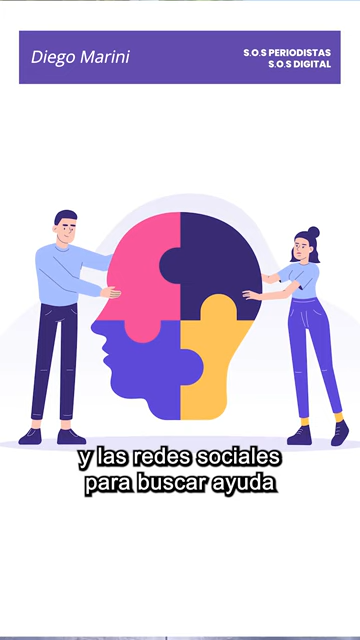 Diego Marini
S.O.S PERIODISTAS
S.O.S DIGITAL
y las redes sociales
para buscar ayuda